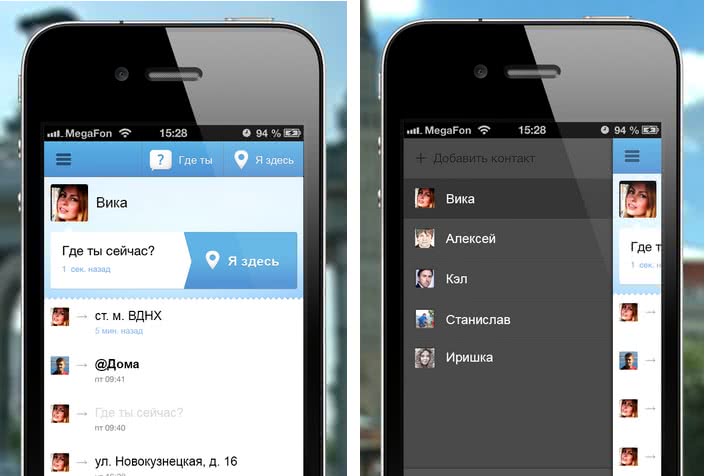 MegaFon 15:28 94 %
? Где ты Я здесь
Вика
Где ты сейчас?
1 сек. назад
Я здесь
ст. м. ВДНХ
5 мин. назад
@Дома
пт 09:41
Где ты сейчас?
пт 09:40
ул. Новокузнецкая, д. 16
MegaFon 15:28 94 %
+ Добавить контакт
Вика
Алексей
Кэл
Станислав
Иришка
Где т
1 сек. н